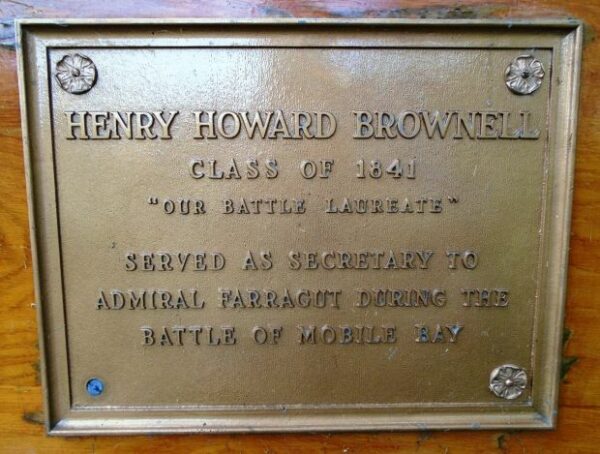 HENRY HOWARD BROWNELL
CLASS OF 1841
"OUR BATTLE LAUREATE"
SERVED AS SECRETARY TO
ADMIRAL FARRAGUT DURING THE
BATTLE OF MOBILE BAY